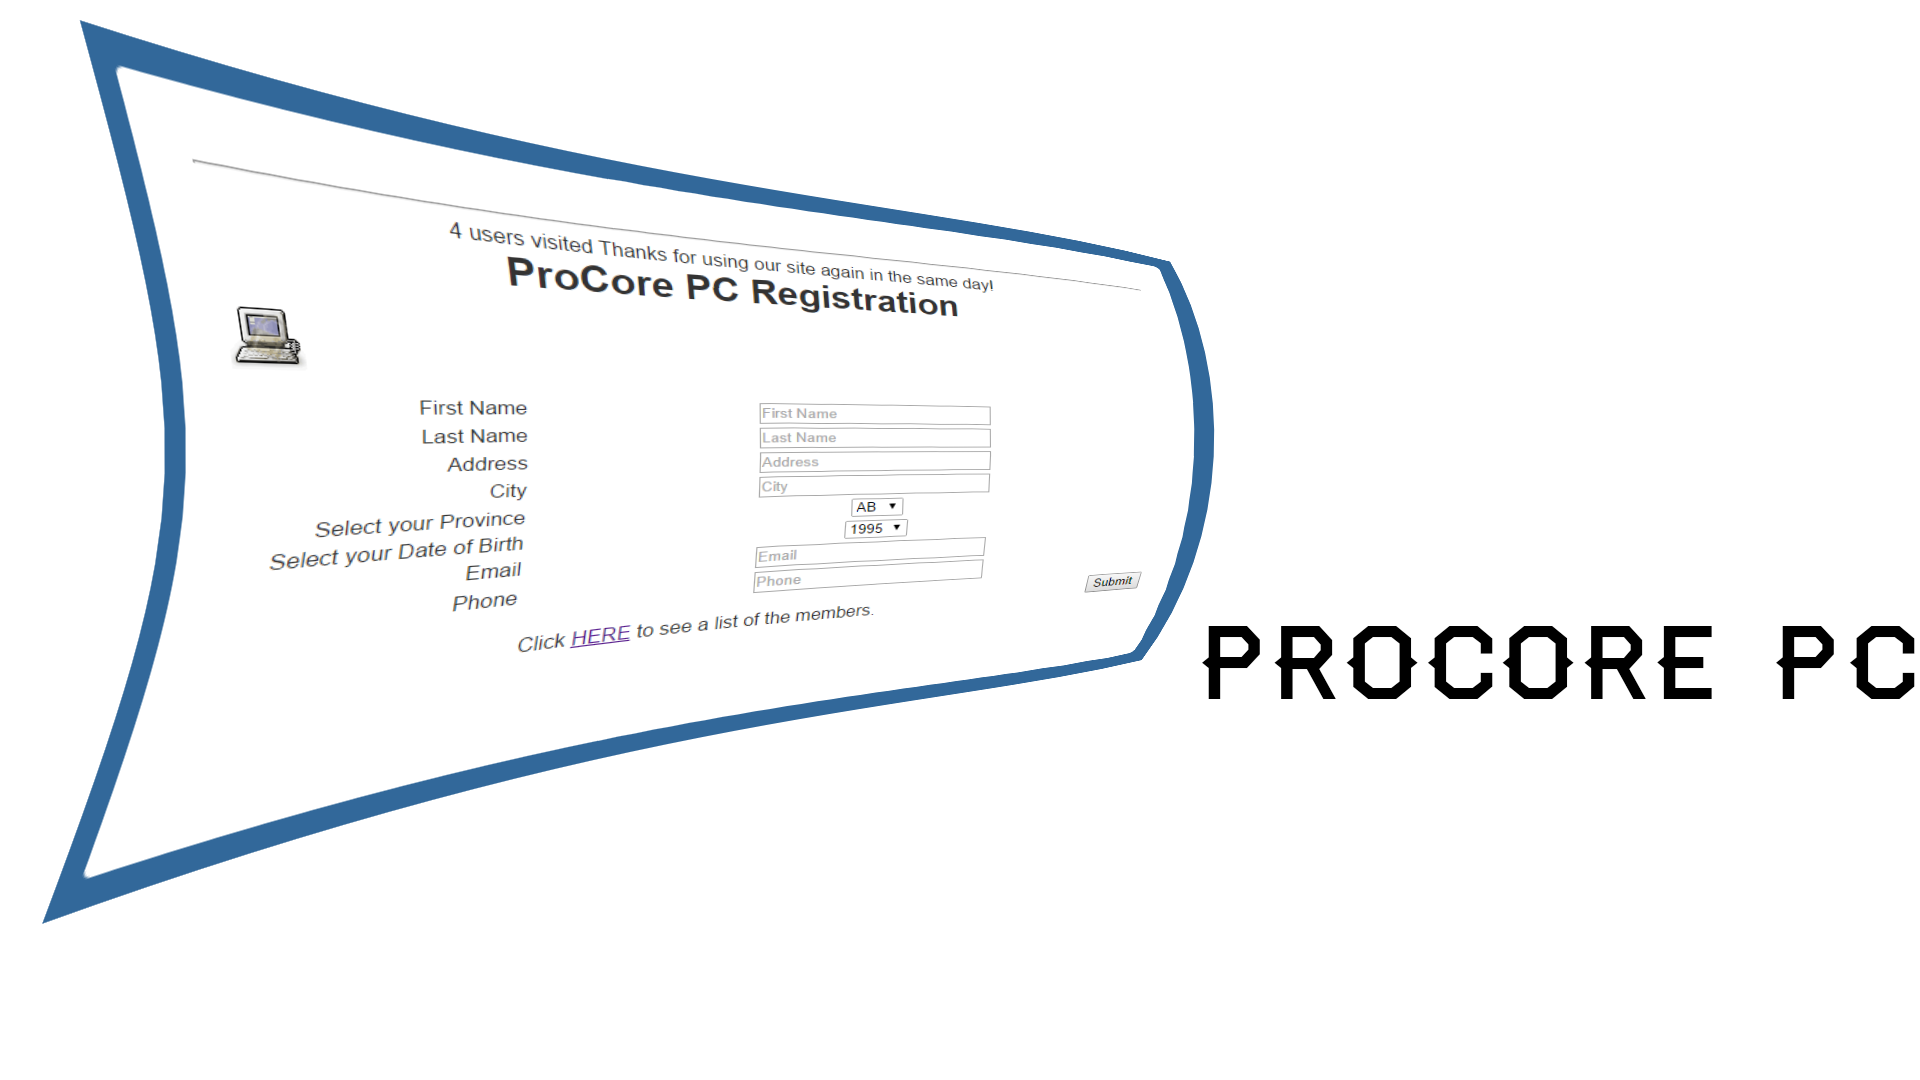 4 users visited Thanks for using our site again in the same day!
ProCore PC Registration
First Name First Name
Last Name Last Name
Address Address
City City
Select your Province AB
Select your Date of Birth 1995
Email Email
Phone Phone
Submit
Click HERE to see a list of the members.
PROCORE PC